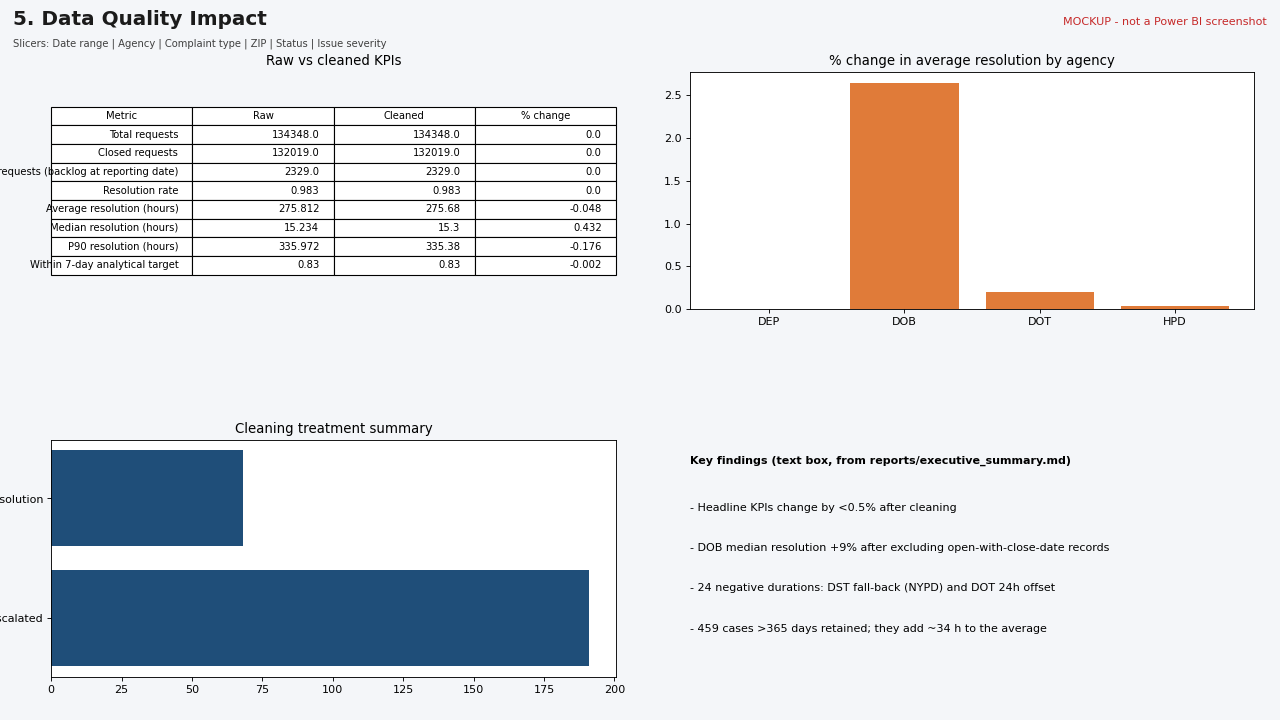 5. Data Quality Impact
MOCKUP - not a Power BI screenshot
Slicers: Date range | Agency | Complaint type | ZIP | Status | Issue severity
Raw vs cleaned KPIs
Metric Raw Cleaned % change
Total requests 134348.0 134348.0 0.0
Closed requests 132019.0 132019.0 0.0
requests (backlog at reporting date) 2329.0 2329.0 0.0
Resolution rate 0.983 0.983 0.0
Average resolution (hours) 275.812 275.68 -0.048
Median resolution (hours) 15.234 15.3 0.432
P90 resolution (hours) 335.972 335.38 -0.176
Within 7-day analytical target 0.83 0.83 -0.002
% change in average resolution by agency
2.5
2.0
1.5
1.0
0.5
0.0
DEP DOB DOT HPD
Cleaning treatment summary
solution
scalated
0 25 50 75 100 125 150 175 200
Key findings (text box, from reports/executive_summary.md)
- Headline KPIs change by <0.5% after cleaning
- DOB median resolution +9% after excluding open-with-close-date records
- 24 negative durations: DST fall-back (NYPD) and DOT 24h offset
- 459 cases >365 days retained; they add ~34 h to the average